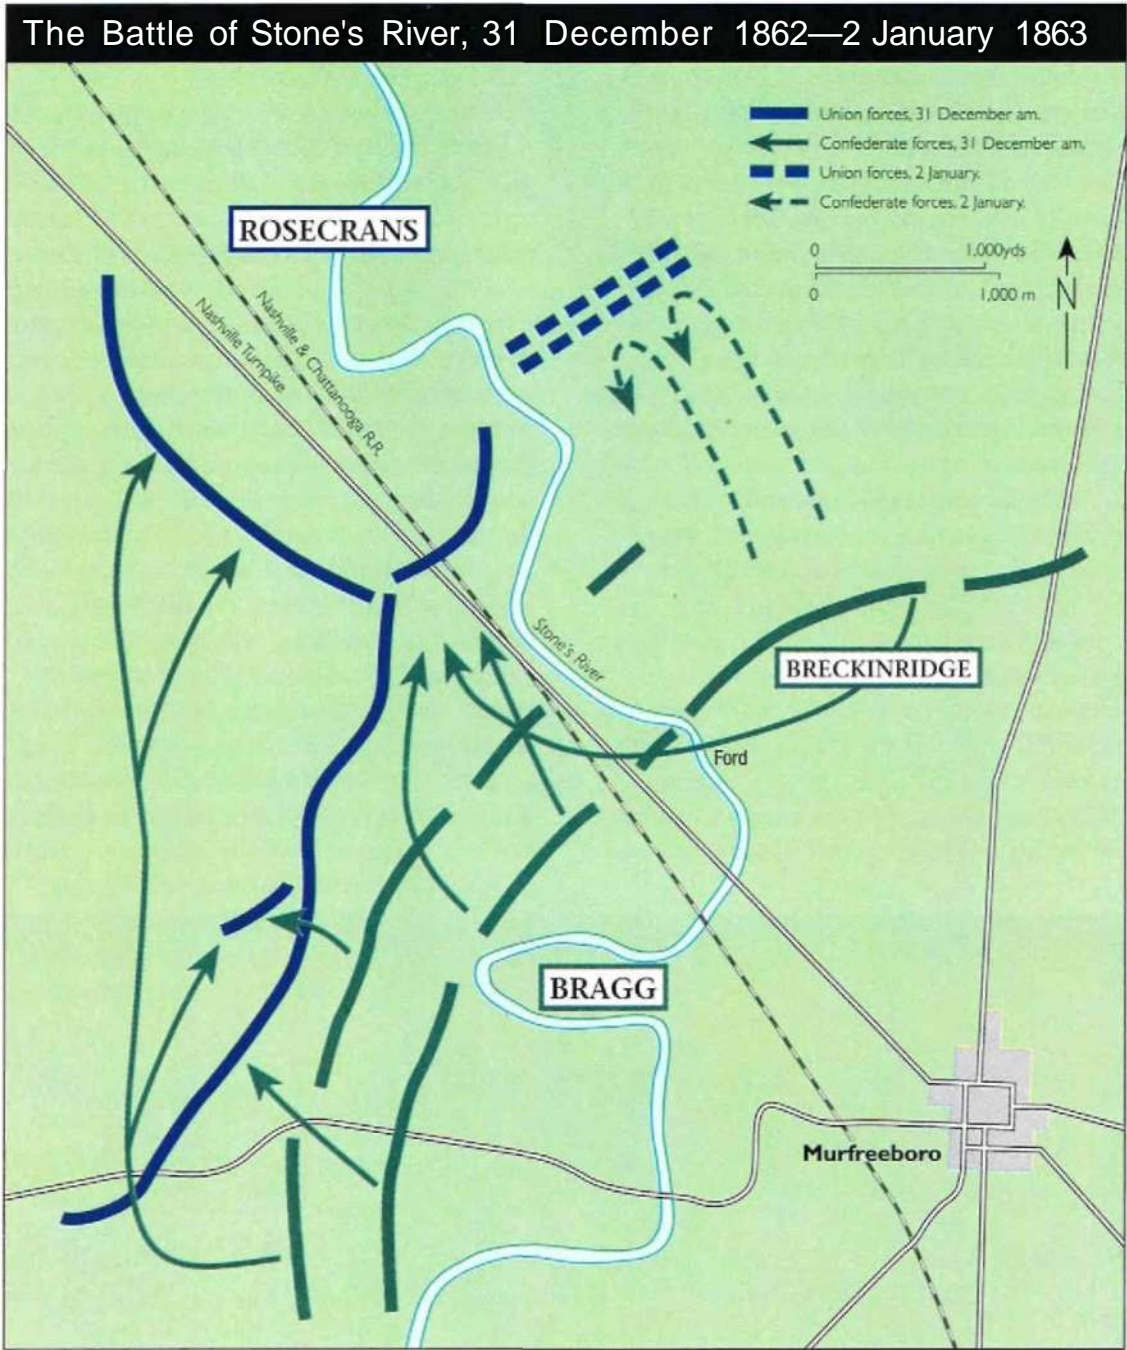 The Battle of Stone's River, 31 December 1862—2 January 1863
Union forces, 31 December am.
Confederate forces, 31 December am.
Union forces, 2 January.
Confederate forces, 2 January.
ROSECRANS
0 1,000yds
0 1,000 m
N
Nashville & Chattanooga R.R.
Nashville Turnpike
Stone's River
BRECKINRIDGE
Ford
BRAGG
Murfreeboro